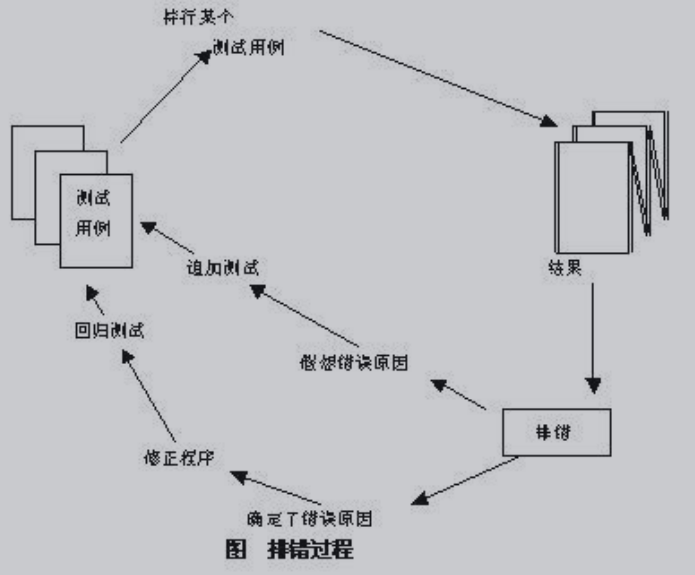 择行某个
测试用例
测试
用例
追加测试
结果
回归测试
假想错误原因
排错
修正程序
确定了错误原因
图 排错过程